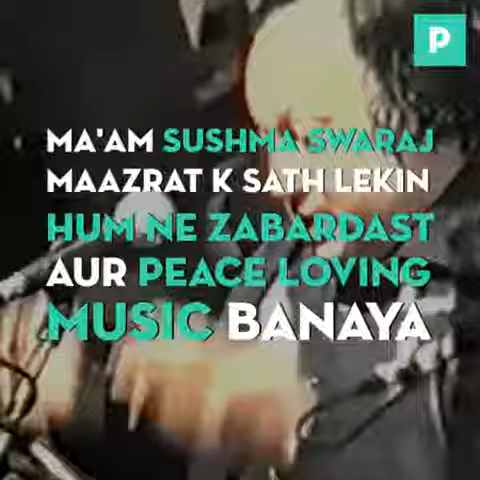 P
MA'AM SUSHMA SWARAJ
MAAZRAT K SATH LEKIN
HUM NE ZABARDAST
AUR PEACE LOVING
MUSIC BANAYA